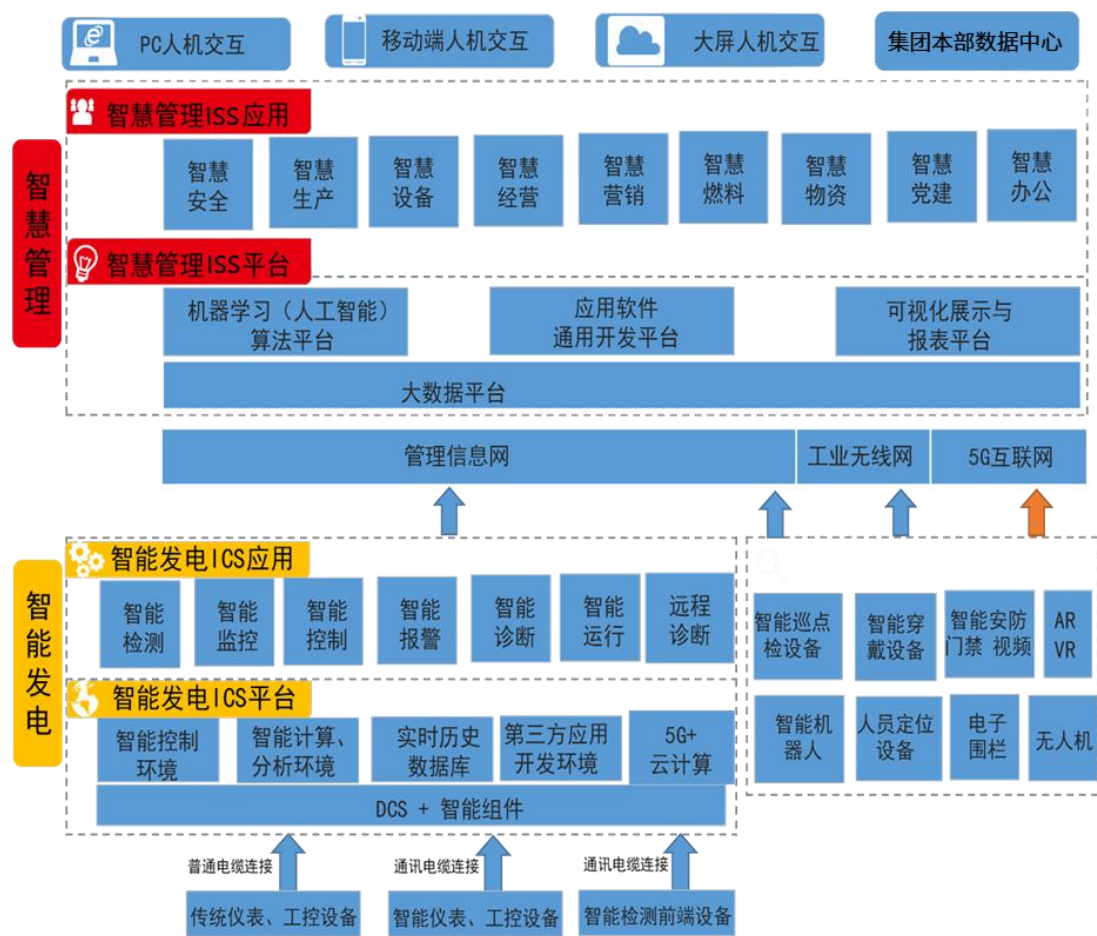 PC人机交互
移动端人机交互
大屏人机交互
集团本部数据中心
智慧管理
智慧管理ISS应用
智慧
安全
智慧
生产
智慧
设备
智慧
经营
智慧
营销
智慧
燃料
智慧
物资
智慧
党建
智慧
办公
智慧管理ISS平台
机器学习（人工智能）
算法平台
应用软件
通用开发平台
可视化展示与
报表平台
大数据平台
管理信息网
工业无线网
5G互联网
智能发电
智能发电ICS应用
智能
检测
智能
监控
智能
控制
智能
报警
智能
诊断
智能
运行
远程
诊断
智能发电ICS平台
智能控制
环境
智能计算、
分析环境
实时历史
数据库
第三方应用
开发环境
5G+
云计算
DCS + 智能组件
智能巡点
检设备
智能穿
戴设备
智能安防
门禁 视频
AR
VR
智能机
器人
人员定位
设备
电子
围栏
无人机
普通电缆连接
通讯电缆连接
通讯电缆连接
传统仪表、工控设备
智能仪表、工控设备
智能检测前端设备